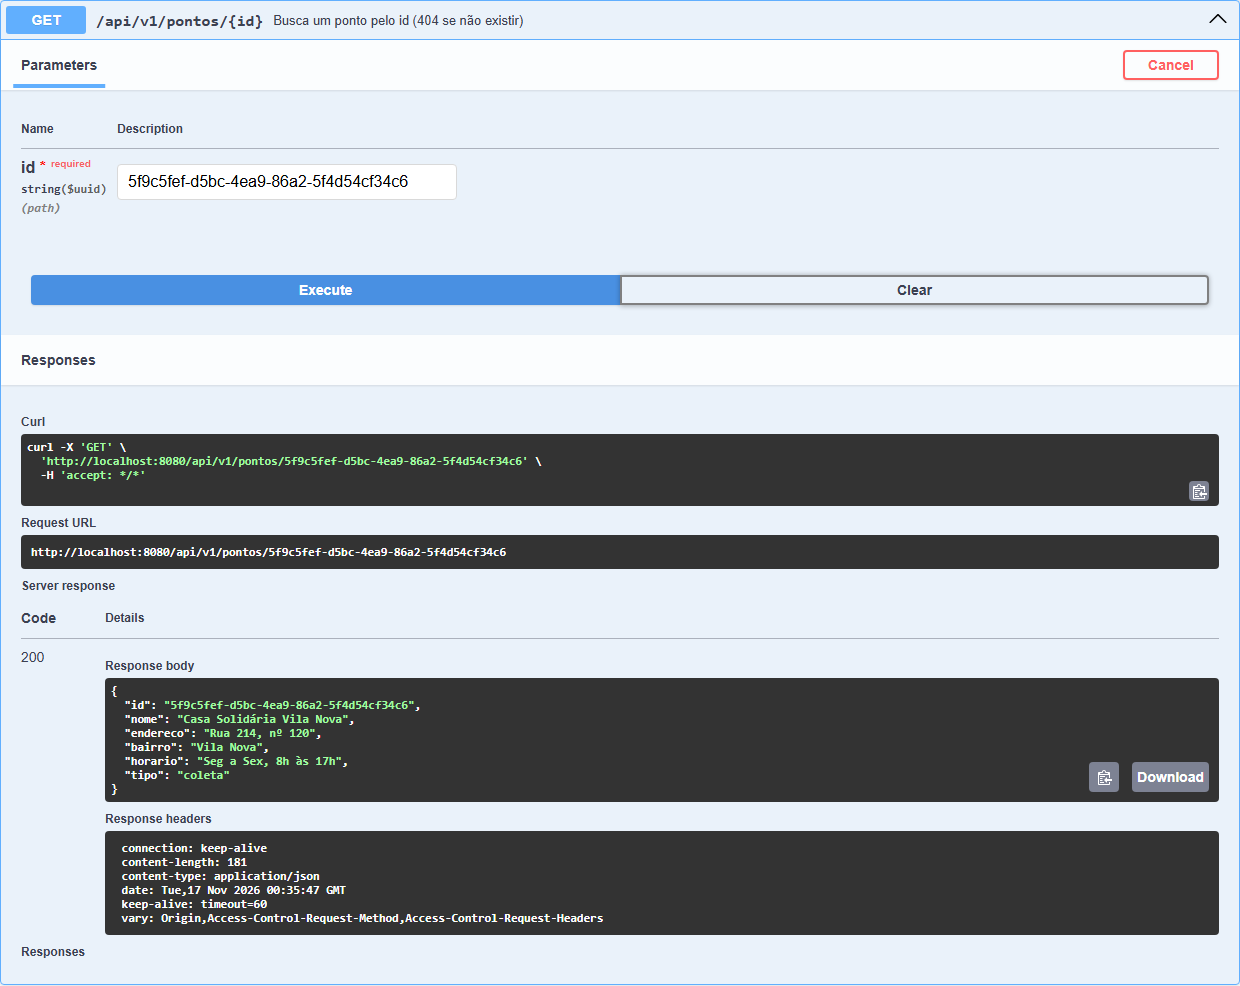 GET /api/v1/pontos/{id} Busca um ponto pelo id (404 se não existir)
Parameters
Cancel
Name Description
id * required
string($uuid)
(path)
5f9c5fef-d5bc-4ea9-86a2-5f4d54cf34c6
Execute
Clear
Responses
Curl
curl -X 'GET' \
  'http://localhost:8080/api/v1/pontos/5f9c5fef-d5bc-4ea9-86a2-5f4d54cf34c6' \
  -H 'accept: */*'
Request URL
http://localhost:8080/api/v1/pontos/5f9c5fef-d5bc-4ea9-86a2-5f4d54cf34c6
Server response
Code Details
200
Response body
{
  "id": "5f9c5fef-d5bc-4ea9-86a2-5f4d54cf34c6",
  "nome": "Casa Solidária Vila Nova",
  "endereco": "Rua 214, nº 120",
  "bairro": "Vila Nova",
  "horario": "Seg a Sex, 8h às 17h",
  "tipo": "coleta"
}
Download
Response headers
connection: keep-alive
content-length: 181
content-type: application/json
date: Tue,17 Nov 2026 00:35:47 GMT
keep-alive: timeout=60
vary: Origin,Access-Control-Request-Method,Access-Control-Request-Headers
Responses